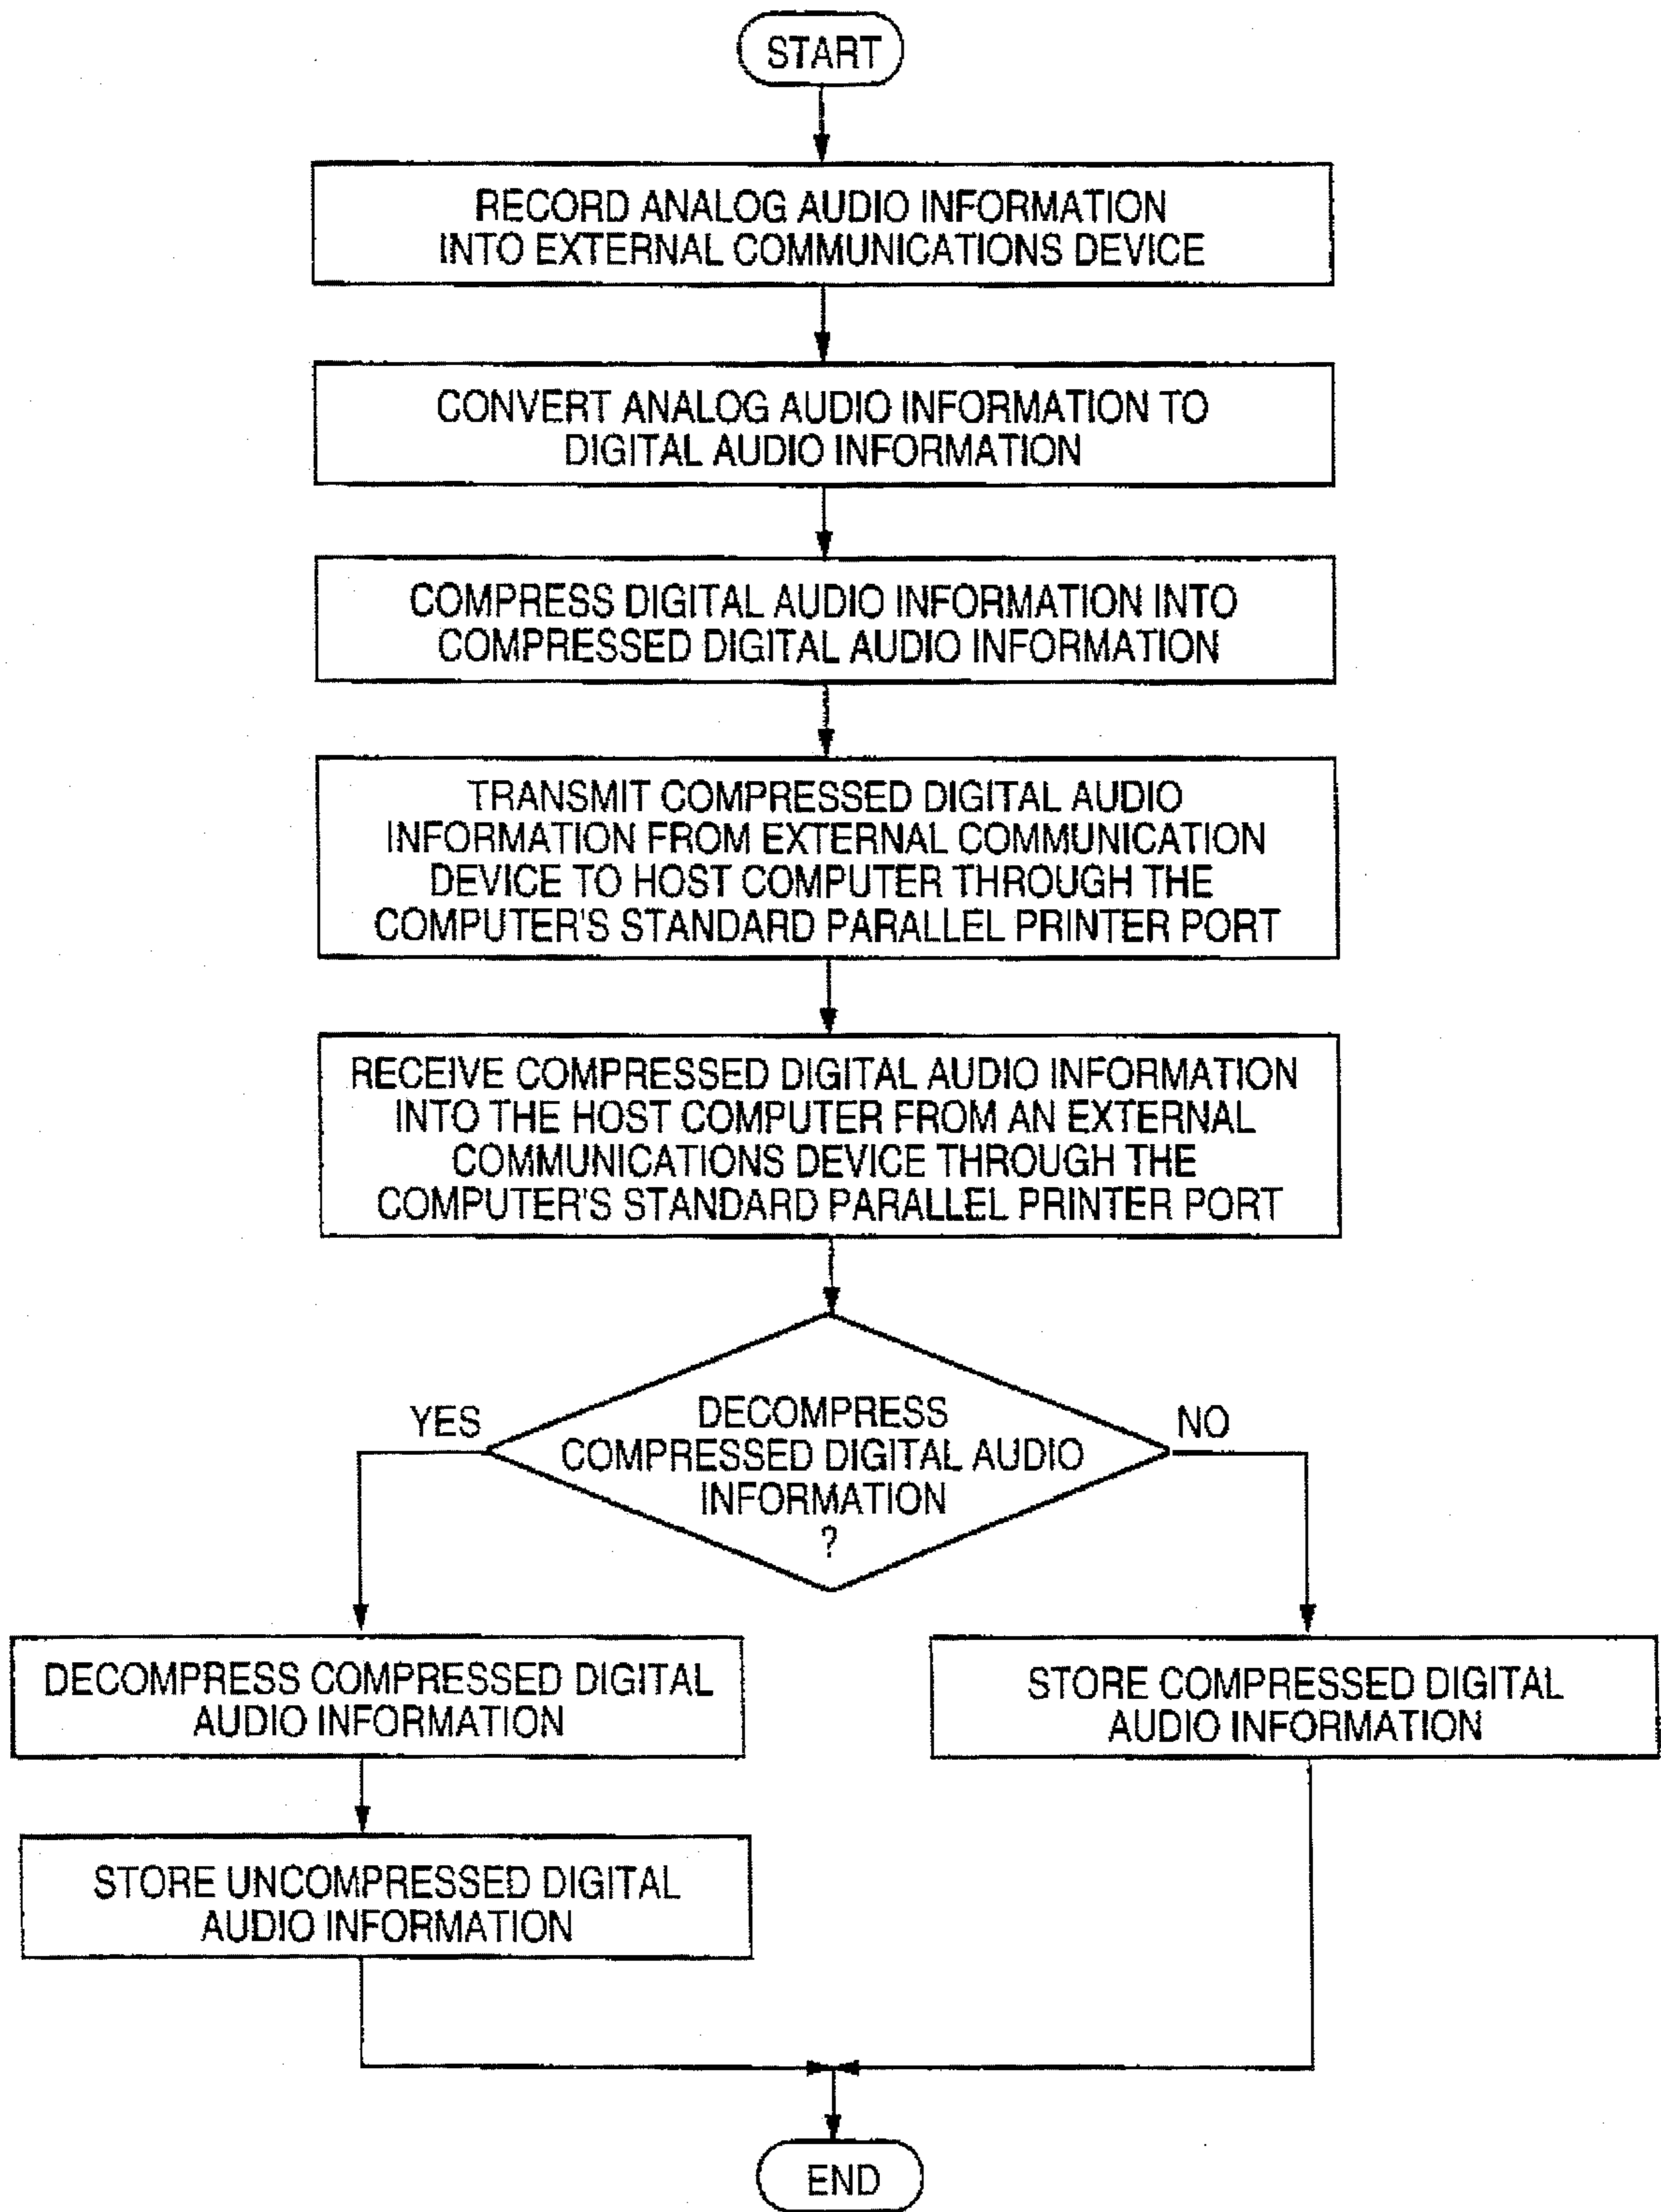 START
RECORD ANALOG AUDIO INFORMATION
INTO EXTERNAL COMMUNICATIONS DEVICE
CONVERT ANALOG AUDIO INFORMATION TO
DIGITAL AUDIO INFORMATION
COMPRESS DIGITAL AUDIO INFORMATION INTO
COMPRESSED DIGITAL AUDIO INFORMATION
TRANSMIT COMPRESSED DIGITAL AUDIO
INFORMATION FROM EXTERNAL COMMUNICATION
DEVICE TO HOST COMPUTER THROUGH THE
COMPUTER'S STANDARD PARALLEL PRINTER PORT
RECEIVE COMPRESSED DIGITAL AUDIO INFORMATION
INTO THE HOST COMPUTER FROM AN EXTERNAL
COMMUNICATIONS DEVICE THROUGH THE
COMPUTER'S STANDARD PARALLEL PRINTER PORT
DECOMPRESS
COMPRESSED DIGITAL AUDIO
INFORMATION
?
YES
NO
DECOMPRESS COMPRESSED DIGITAL
AUDIO INFORMATION
STORE UNCOMPRESSED DIGITAL
AUDIO INFORMATION
STORE COMPRESSED DIGITAL
AUDIO INFORMATION
END